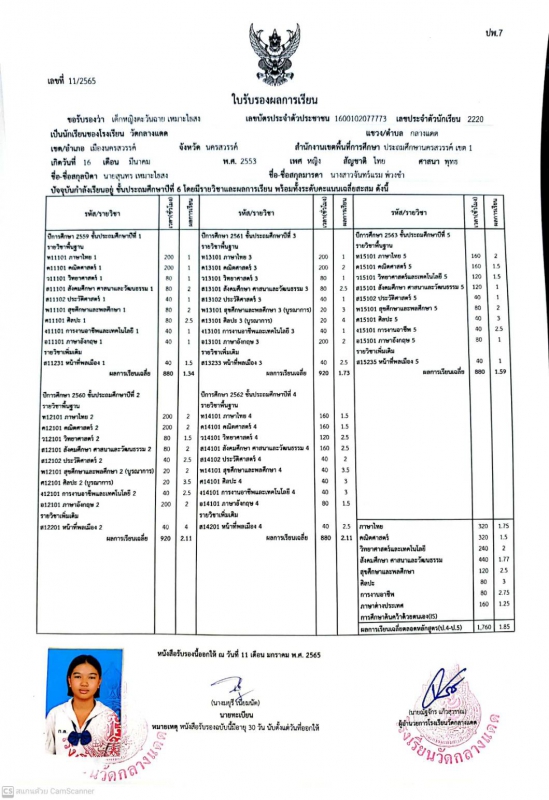 ปพ.7
เลขที่ 11/2565
ใบรับรองผลการเรียน
ขอรับรองว่า เด็กหญิงตะวันฉาย เหมาะไธสง เลขบัตรประจำตัวประชาชน 1600102077773 เลขประจำตัวนักเรียน 2220
เป็นนักเรียนของโรงเรียน วัดกลางแดด แขวง/ตำบล กลางแดด
เขต/อำเภอ เมืองนครสวรรค์ จังหวัด นครสวรรค์ สำนักงานเขตพื้นที่การศึกษา ประถมศึกษานครสวรรค์ เขต 1
เกิดวันที่ 16 เดือน มีนาคม พ.ศ. 2553 เพศ หญิง สัญชาติ ไทย ศาสนา พุทธ
ชื่อ-ชื่อสกุลบิดา นายสุนทร เหมาะไธสง ชื่อ-ชื่อสกุลมารดา นางสาวจันทร์แรม พ่วงขำ
ปัจจุบันกำลังเรียนอยู่ ชั้นประถมศึกษาปีที่ 6 โดยมีรายวิชาและผลการเรียน พร้อมทั้งระดับคะแนนเฉลี่ยสะสม ดังนี้
รหัส/รายวิชา เวลา(ชั่วโมง) ผลการเรียน
ปีการศึกษา 2559 ชั้นประถมศึกษาปีที่ 1
รายวิชาพื้นฐาน
ท11101 ภาษาไทย 1 200 1
ค11101 คณิตศาสตร์ 1 200 1
ว11101 วิทยาศาสตร์ 1 80 1
ส11101 สังคมศึกษา ศาสนาและวัฒนธรรม 1 80 2
ส11102 ประวัติศาสตร์ 1 40 1
พ11101 สุขศึกษาและพลศึกษา 1 80 2
ศ11101 ศิลปะ 1 80 2.5
ง11101 การงานอาชีพและเทคโนโลยี 1 40 1
อ11101 ภาษาอังกฤษ 1 40 1
รายวิชาเพิ่มเติม
ส11231 หน้าที่พลเมือง 1 40 1.5
ผลการเรียนเฉลี่ย 880 1.34
ปีการศึกษา 2560 ชั้นประถมศึกษาปีที่ 2
รายวิชาพื้นฐาน
ท12101 ภาษาไทย 2 200 2
ค12101 คณิตศาสตร์ 2 200 2
ว12101 วิทยาศาสตร์ 2 80 1.5
ส12101 สังคมศึกษา ศาสนาและวัฒนธรรม 2 80 2
ส12102 ประวัติศาสตร์ 2 40 2.5
พ12101 สุขศึกษาและพลศึกษา 2 (บูรณาการ) 20 2
ศ12101 ศิลปะ 2 (บูรณาการ) 20 3.5
ง12101 การงานอาชีพและเทคโนโลยี 2 40 2.5
อ12101 ภาษาอังกฤษ 2 200 2
รายวิชาเพิ่มเติม
ส12201 หน้าที่พลเมือง 2 40 4
ผลการเรียนเฉลี่ย 920 2.11
รหัส/รายวิชา เวลา(ชั่วโมง) ผลการเรียน
ปีการศึกษา 2561 ชั้นประถมศึกษาปีที่ 3
รายวิชาพื้นฐาน
ท13101 ภาษาไทย 3 200 1
ค13101 คณิตศาสตร์ 3 200 2
ว13101 วิทยาศาสตร์ 3 80 1
ส13101 สังคมศึกษา ศาสนาและวัฒนธรรม 3 80 2.5
ส13102 ประวัติศาสตร์ 3 40 1
พ13101 สุขศึกษาและพลศึกษา 3 (บูรณาการ) 20 3
ศ13101 ศิลปะ 3 (บูรณาการ) 20 4
ง13101 การงานอาชีพและเทคโนโลยี 3 40 1
อ13101 ภาษาอังกฤษ 3 200 2
รายวิชาเพิ่มเติม
ส13233 หน้าที่พลเมือง 3 40 2.5
ผลการเรียนเฉลี่ย 920 1.73
ปีการศึกษา 2562 ชั้นประถมศึกษาปีที่ 4
รายวิชาพื้นฐาน
ท14101 ภาษาไทย 4 160 1.5
ค14101 คณิตศาสตร์ 4 160 1.5
ว14101 วิทยาศาสตร์ 4 120 2.5
ส14101 สังคมศึกษา ศาสนาและวัฒนธรรม 4 120 2.5
ส14102 ประวัติศาสตร์ 4 40 2
พ14101 สุขศึกษาและพลศึกษา 4 40 3.5
ศ14101 ศิลปะ 4 40 3
ง14101 การงานอาชีพและเทคโนโลยี 4 40 3
อ14101 ภาษาอังกฤษ 4 80 1.5
รายวิชาเพิ่มเติม
ส14201 หน้าที่พลเมือง 4 40 2.5
ผลการเรียนเฉลี่ย 880 2.11
รหัส/รายวิชา เวลา(ชั่วโมง) ผลการเรียน
ปีการศึกษา 2563 ชั้นประถมศึกษาปีที่ 5
รายวิชาพื้นฐาน
ท15101 ภาษาไทย 5 160 2
ค15101 คณิตศาสตร์ 5 160 1.5
ว15101 วิทยาศาสตร์และเทคโนโลยี 5 120 1.5
ส15101 สังคมศึกษา ศาสนาและวัฒนธรรม 5 120 1
ส15102 ประวัติศาสตร์ 5 40 1
พ15101 สุขศึกษาและพลศึกษา 5 80 2
ศ15101 ศิลปะ 5 40 3
ง15101 การงานอาชีพ 5 40 2.5
อ15101 ภาษาอังกฤษ 5 80 1
รายวิชาเพิ่มเติม
ส15235 หน้าที่พลเมือง 5 40 1
ผลการเรียนเฉลี่ย 880 1.59
ภาษาไทย 320 1.75
คณิตศาสตร์ 320 1.5
วิทยาศาสตร์และเทคโนโลยี 240 2
สังคมศึกษา ศาสนาและวัฒนธรรม 440 1.77
สุขศึกษาและพลศึกษา 120 2.5
ศิลปะ 80 3
การงานอาชีพ 80 2.75
ภาษาต่างประเทศ 160 1.25
การศึกษาค้นคว้าด้วยตนเอง(IS)
ผลการเรียนเฉลี่ยตลอดหลักสูตร(ป.4-ป.5) 1,760 1.85
หนังสือรับรองนี้ออกให้ ณ วันที่ 11 เดือน มกราคม พ.ศ. 2565
นายทะเบียน
ผู้อำนวยการโรงเรียนวัดกลางแดด
หมายเหตุ หนังสือรับรองฉบับนี้มีอายุ 30 วัน นับตั้งแต่วันที่ออกให้
โรงเรียนวัดกลางแดด
CS สแกนด้วย CamScanner